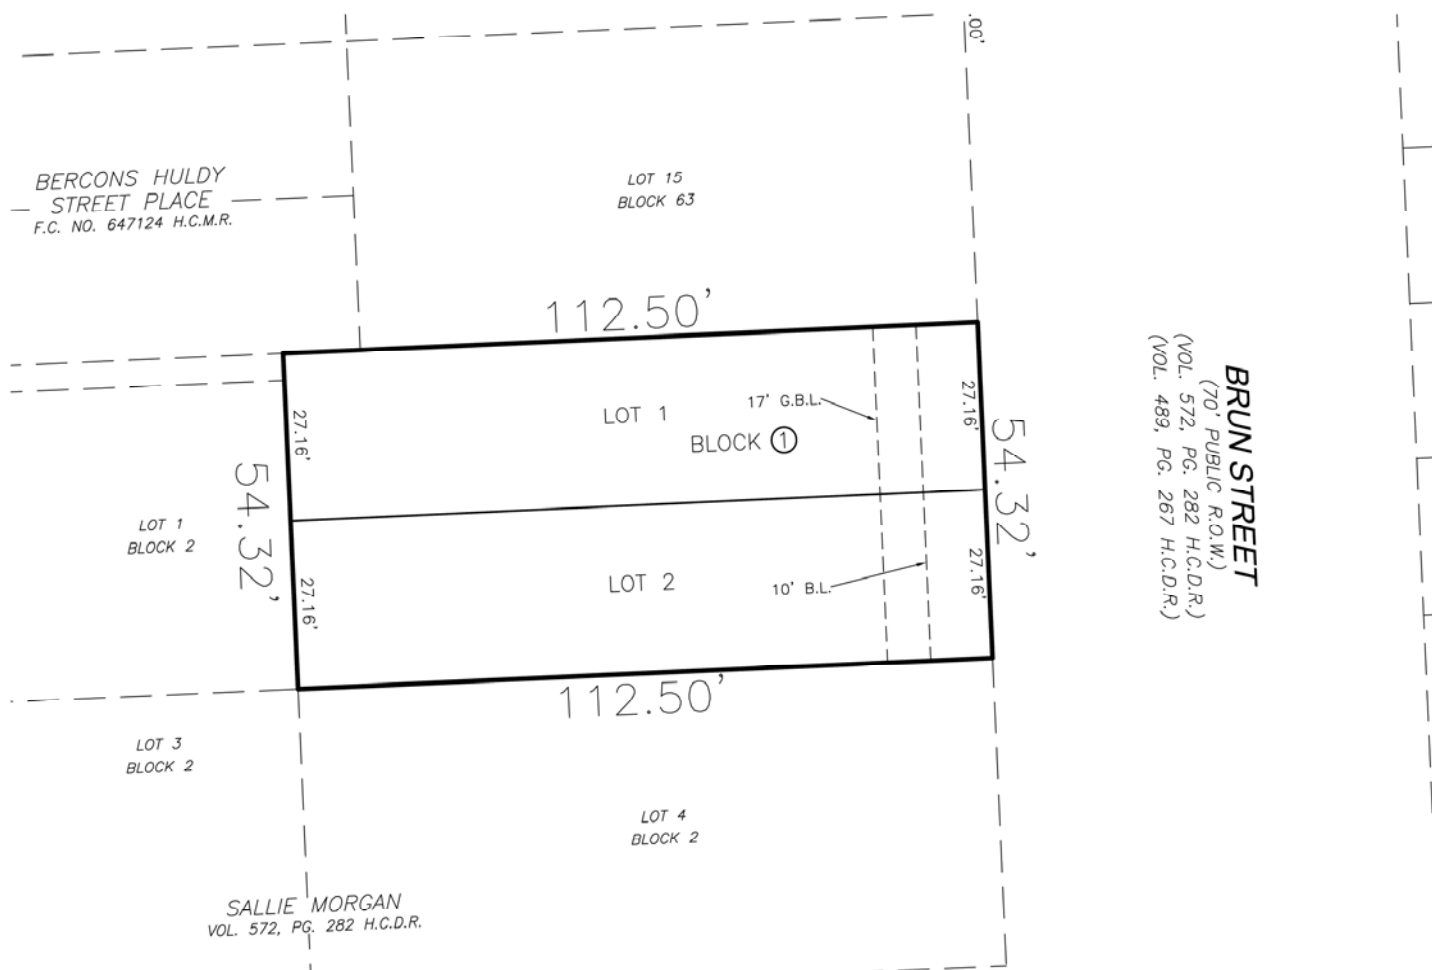 .00'
BERCONS HULDY
STREET PLACE
F.C. NO. 647124 H.C.M.R.
LOT 15
BLOCK 63
112.50'
27.16'
LOT 1
17' G.B.L.
27.16'
BLOCK 1
54.32'
54.32'
BRUN STREET
(70' PUBLIC R.O.W.)
(VOL. 572, PG. 282 H.C.D.R.)
(VOL. 489, PG. 267 H.C.D.R.)
LOT 1
BLOCK 2
27.16'
LOT 2
10' B.L.
27.16'
112.50'
LOT 3
BLOCK 2
LOT 4
BLOCK 2
SALLIE MORGAN
VOL. 572, PG. 282 H.C.D.R.